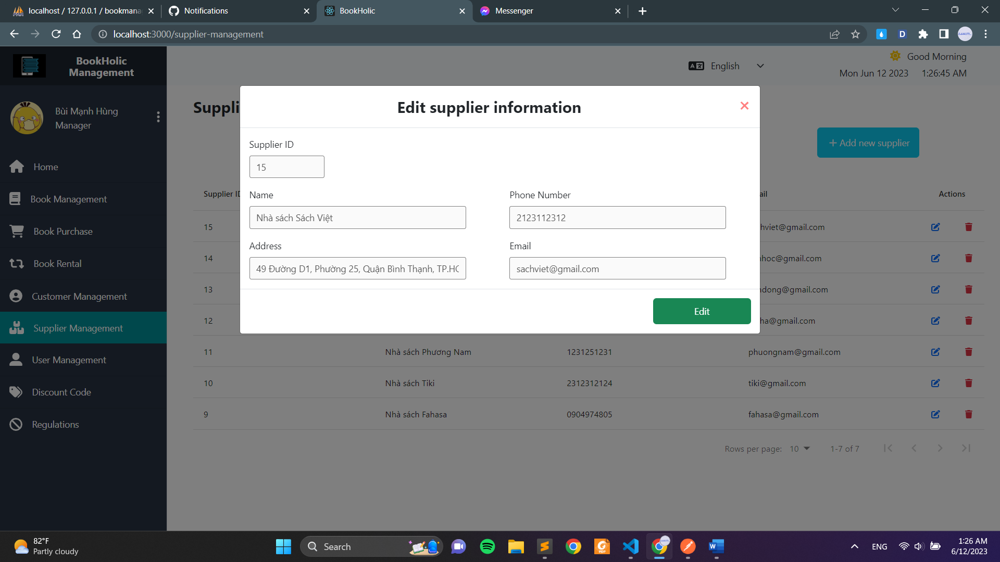 localhost / 127.0.0.1 / bookmana
Notifications
BookHolic
Messenger
localhost:3000/supplier-management
BookHolic
Management
English
Good Morning
Mon Jun 12 2023 1:26:45 AM
Bùi Mạnh Hùng
Manager
Home
Book Management
Book Purchase
Book Rental
Customer Management
Supplier Management
User Management
Discount Code
Regulations
Suppli
+ Add new supplier
Edit supplier information
Supplier ID
15
Name
Phone Number
Nhà sách Sách Việt
2123112312
Address
Email
49 Đường D1, Phường 25, Quận Bình Thạnh, TP.HC
sachviet@gmail.com
Edit
Supplier ID ail Actions
15 hviet@gmail.com
14 hhoc@gmail.com
13 ndong@gmail.com
12 ha@gmail.com
11 Nhà sách Phương Nam 1231251231 phuongnam@gmail.com
10 Nhà sách Tiki 2312312124 tiki@gmail.com
9 Nhà sách Fahasa 0904974805 fahasa@gmail.com
Rows per page: 10 1-7 of 7
82°F
Partly cloudy
Search
ENG
1:26 AM
6/12/2023